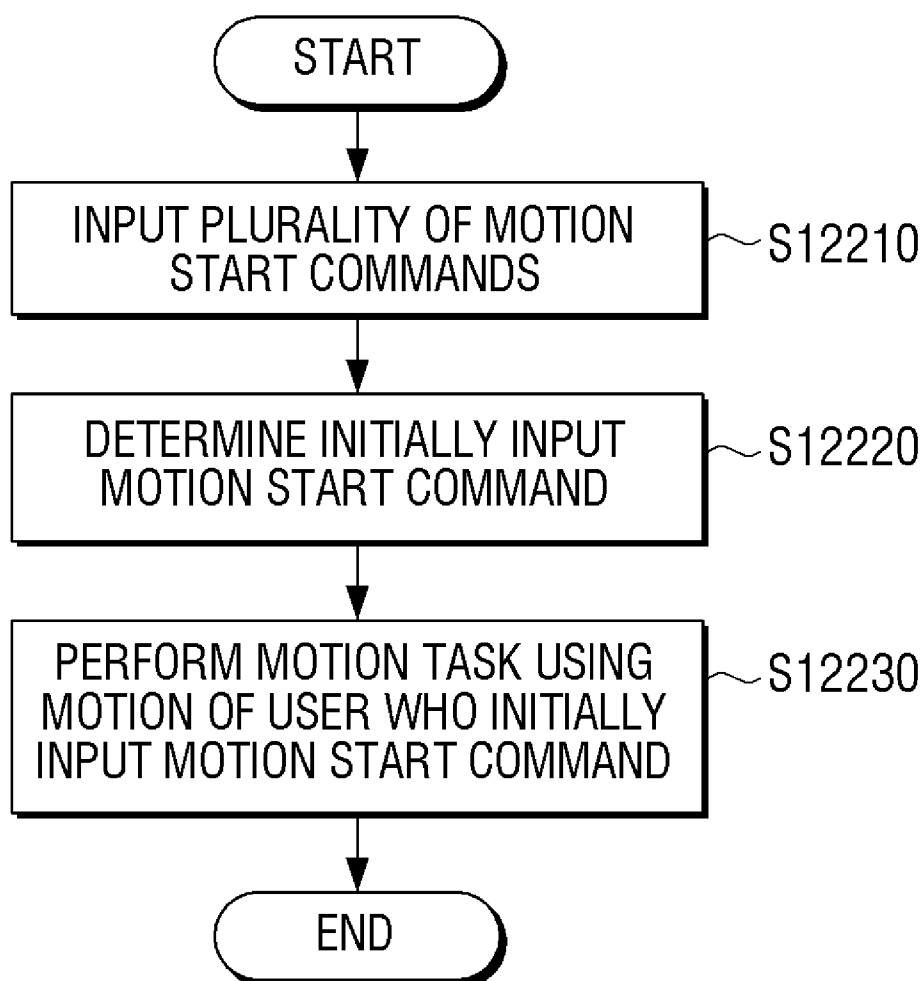 START
INPUT PLURALITY OF MOTION
START COMMANDS
S12210
DETERMINE INITIALLY INPUT
MOTION START COMMAND
S12220
PERFORM MOTION TASK USING
MOTION OF USER WHO INITIALLY
INPUT MOTION START COMMAND
S12230
END